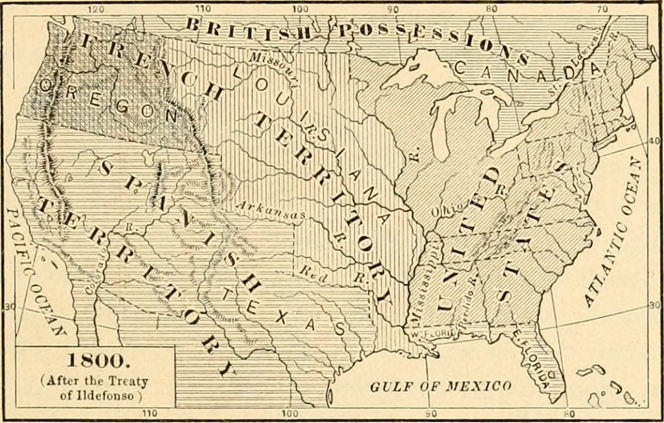 120
110
100
90
80
70
BRITISH POSSESSIONS
CANADA
St. Lawrence R.
FRENCH TERRITORY
OREGON
LOUISIANA
Missouri
R.
R.
40
SPANISH TERRITORY
Arkansas
R.
Ohio R.
UNITED STATES
PACIFIC OCEAN
Colorado
R.
Red R.
Mississippi
TEXAS
ATLANTIC OCEAN
30
30
W. FLORIDA
E. FLORIDA
GULF OF MEXICO
1800.
(After the Treaty
of Ildefonso)
110
100
90
80